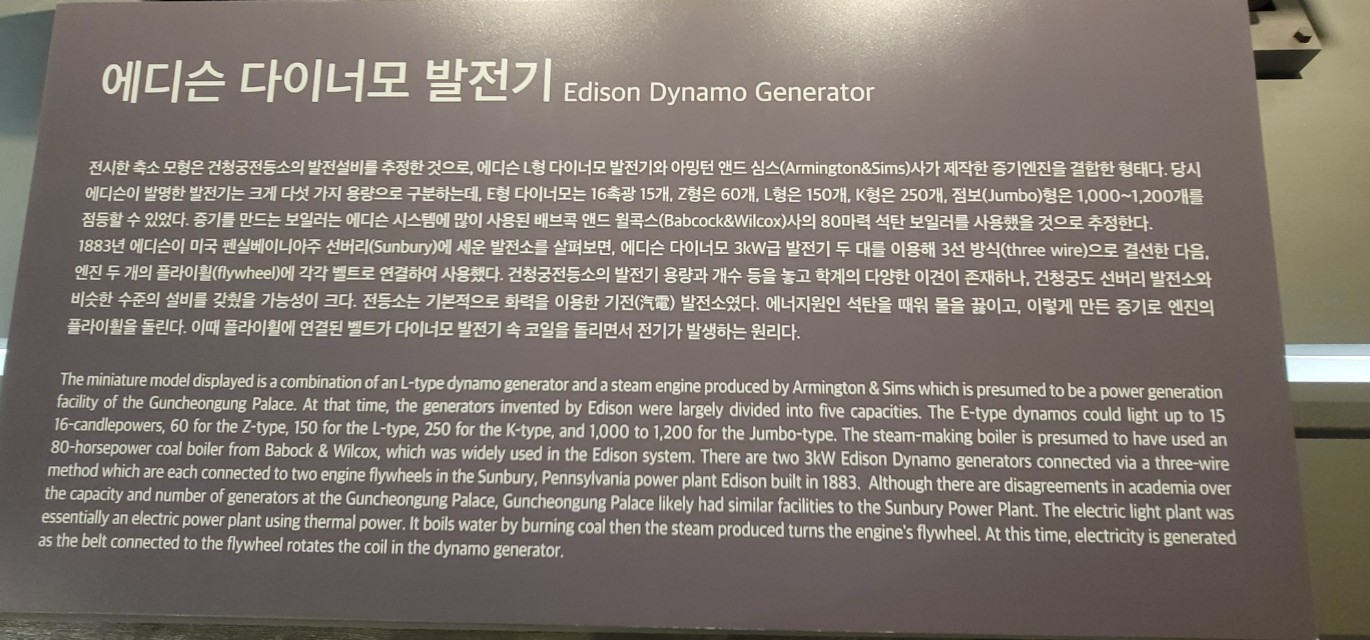 에디슨 다이너모 발전기 Edison Dynamo Generator
전시한 축소 모형은 건청궁전등소의 발전설비를 추정한 것으로, 에디슨 L형 다이너모 발전기와 아밍턴 앤드 심스(Armington&Sims)사가 제작한 증기엔진을 결합한 형태다. 당시
에디슨이 발명한 발전기는 크게 다섯 가지 용량으로 구분하는데, E형 다이너모는 16촉광 15개, Z형은 60개, L형은 150개, K형은 250개, 점보(Jumbo)형은 1,000~1,200개를
점등할 수 있었다. 증기를 만드는 보일러는 에디슨 시스템에 많이 사용된 배브콕 앤드 윌콕스(Babcock&Wilcox)사의 80마력 석탄 보일러를 사용했을 것으로 추정한다.
1883년 에디슨이 미국 펜실베이니아주 선버리(Sunbury)에 세운 발전소를 살펴보면, 에디슨 다이너모 3kW급 발전기 두 대를 이용해 3선 방식(three wire)으로 결선한 다음,
엔진 두 개의 플라이휠(flywheel)에 각각 벨트로 연결하여 사용했다. 건청궁전등소의 발전기 용량과 개수 등을 놓고 학계의 다양한 이견이 존재하나, 건청궁도 선버리 발전소와
비슷한 수준의 설비를 갖췄을 가능성이 크다. 전등소는 기본적으로 화력을 이용한 기전(汽電) 발전소였다. 에너지원인 석탄을 때워 물을 끓이고, 이렇게 만든 증기로 엔진의
플라이휠을 돌린다. 이때 플라이휠에 연결된 벨트가 다이너모 발전기 속 코일을 돌리면서 전기가 발생하는 원리다.
The miniature model displayed is a combination of an L-type dynamo generator and a steam engine produced by Armington & Sims which is presumed to be a power generation
facility of the Guncheongung Palace. At that time, the generators invented by Edison were largely divided into five capacities. The E-type dynamos could light up to 15
16-candlepowers, 60 for the Z-type, 150 for the L-type, 250 for the K-type, and 1,000 to 1,200 for the Jumbo-type. The steam-making boiler is presumed to have used an
80-horsepower coal boiler from Babock & Wilcox, which was widely used in the Edison system. There are two 3kW Edison Dynamo generators connected via a three-wire
method which are each connected to two engine flywheels in the Sunbury, Pennsylvania power plant Edison built in 1883. Although there are disagreements in academia over
the capacity and number of generators at the Guncheongung Palace, Guncheongung Palace likely had similar facilities to the Sunbury Power Plant. The electric light plant was
essentially an electric power plant using thermal power. It boils water by burning coal then the steam produced turns the engine's flywheel. At this time, electricity is generated
as the belt connected to the flywheel rotates the coil in the dynamo generator.